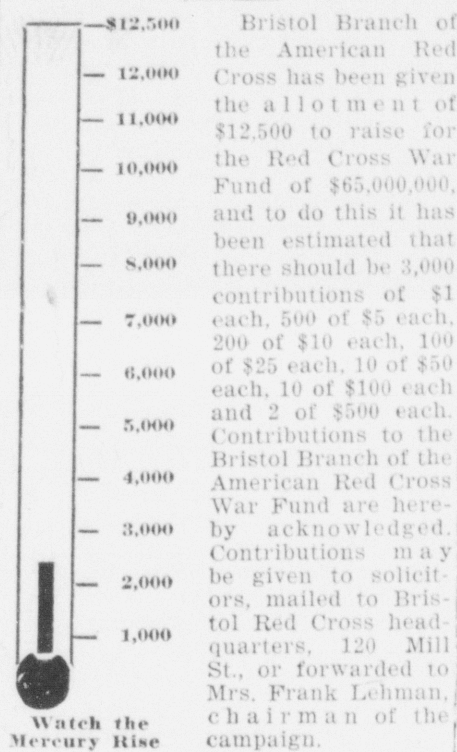 $12,500
12,000
11,000
10,000
9,000
8,000
7,000
6,000
5,000
4,000
3,000
2,000
1,000
Watch the
Mercury Rise
Bristol Branch of
the American Red
Cross has been given
the allotment of
$12,500 to raise for
the Red Cross War
Fund of $65,000,000,
and to do this it has
been estimated that
there should be 3,000
contributions of $1
each, 500 of $5 each,
200 of $10 each, 100
of $25 each, 10 of $50
each, 10 of $100 each
and 2 of $500 each.
Contributions to the
Bristol Branch of the
American Red Cross
War Fund are here-
by acknowledged.
Contributions may
be given to solicit-
ors, mailed to Bris-
tol Red Cross head-
quarters, 120 Mill
St., or forwarded to
Mrs. Frank Lehman,
chairman of the
campaign.